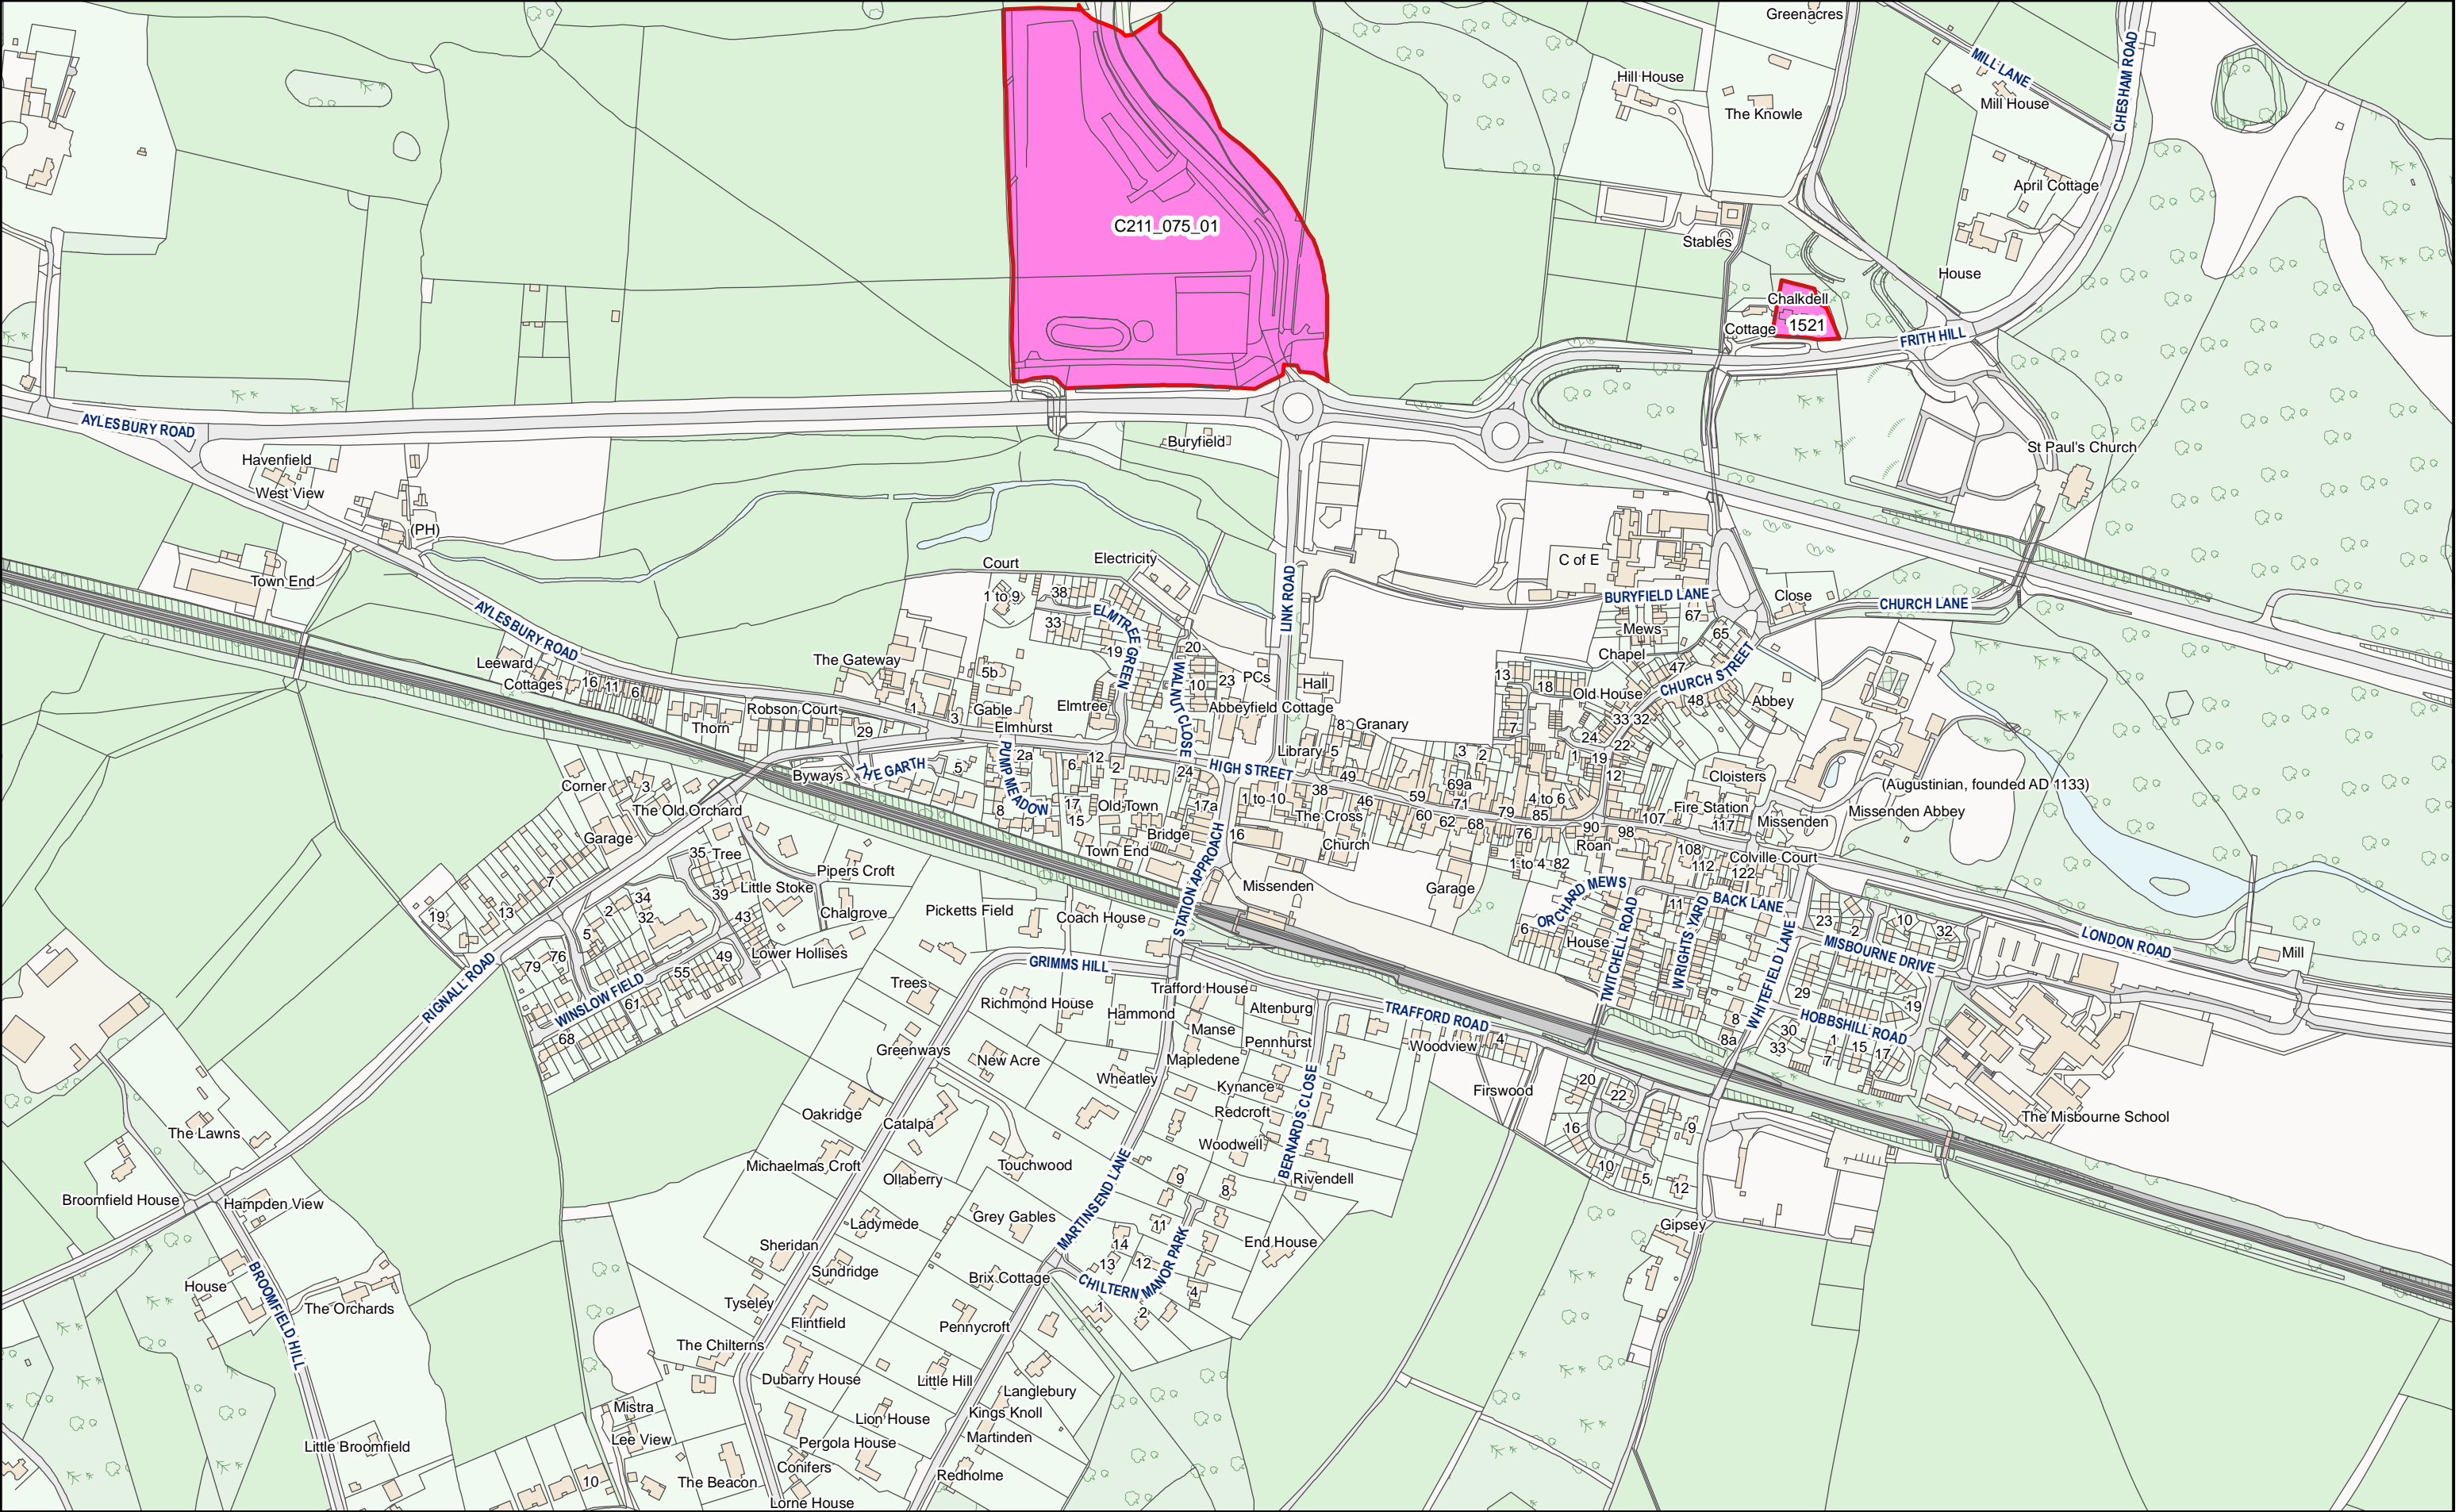 Greenacres
MILL LANE
CHESHAM ROAD
Hill House
The Knowle
Mill House
April Cottage
C211_075_01
Stables
House
Chalkdell
1521
Cottage
FRITH HILL
AYLESBURY ROAD
Buryfield
St Paul's Church
Havenfield
West View
(PH)
Town End
Court
Electricity
C of E
1 to 9
38
33
ELMTREE GREEN
19
LINK ROAD
BURYFIELD LANE
67
Close
CHURCH LANE
Mews
65
AYLESBURY ROAD
Leeward
Cottages
16
11
6
The Gateway
5b
20
WALNUT CLOSE
10
23
PCs
Hall
Chapel
47
CHURCH STREET
13
18
Old House
48
Abbey
Robson Court
Thorn
29
1
3
Gable
Elmhurst
Elmtree
Abbeyfield Cottage
8
Granary
7
33
32
24
22
Library
5
3
2
1
19
12
Byways
THE GARTH
5
PUMP MEADOW
2a
6
12
2
24
HIGH STREET
49
Cloisters
(Augustinian, founded AD 1133)
Corner
3
The Old Orchard
8
17
15
Old Town
17a
1 to 10
38
46
59
69a
71
4 to 6
79
85
Fire Station
Missenden Abbey
Garage
Bridge
16
The Cross
60
62
68
76
90
98
107
117
Missenden
Town End
Church
Roan
108
112
Colville Court
122
35
Tree
Pipers Croft
STATION APPROACH
Missenden
Garage
1 to 4
82
7
Little Stoke
39
34
2
32
43
Chalgrove
Picketts Field
Coach House
ORCHARD MEWS
6
11
BACK LANE
19
13
5
Lower Hollises
House
TWITCHELL ROAD
WRIGHTS YARD
WHITEFIELD LANE
23
2
10
32
MISBOURNE DRIVE
LONDON ROAD
Mill
79
76
49
55
RIGNALL ROAD
WINSLOW FIELD
61
68
GRIMMS HILL
Trees
Richmond House
Trafford House
Hammond
Altenburg
Manse
TRAFFORD ROAD
29
19
8
HOBBSHILL ROAD
30
33
8a
1
7
15
17
Greenways
New Acre
Mapledene
Pennhurst
Woodview
4
Wheatley
Kynance
Firswood
20
22
The Misbourne School
Oakridge
Catalpa
Redcroft
BERNARDS CLOSE
Woodwell
16
9
The Lawns
Michaelmas Croft
Touchwood
Ollaberry
MARTINSEND LANE
9
8
Rivendell
10
5
12
Broomfield House
Hampden View
Ladymede
Grey Gables
11
14
13
12
MANOR PARK
End House
Gipsey
Sheridan
Sundridge
Brix Cottage
CHILTERN
1
2
4
House
BROOMFIELD HILL
The Orchards
Tyseley
Flintfield
Pennycroft
The Chilterns
Dubarry House
Little Hill
Langlebury
Mistra
Lion House
Kings Knoll
Little Broomfield
Lee View
Pergola House
Martinden
10
The Beacon
Conifers
Redholme
Lorne House